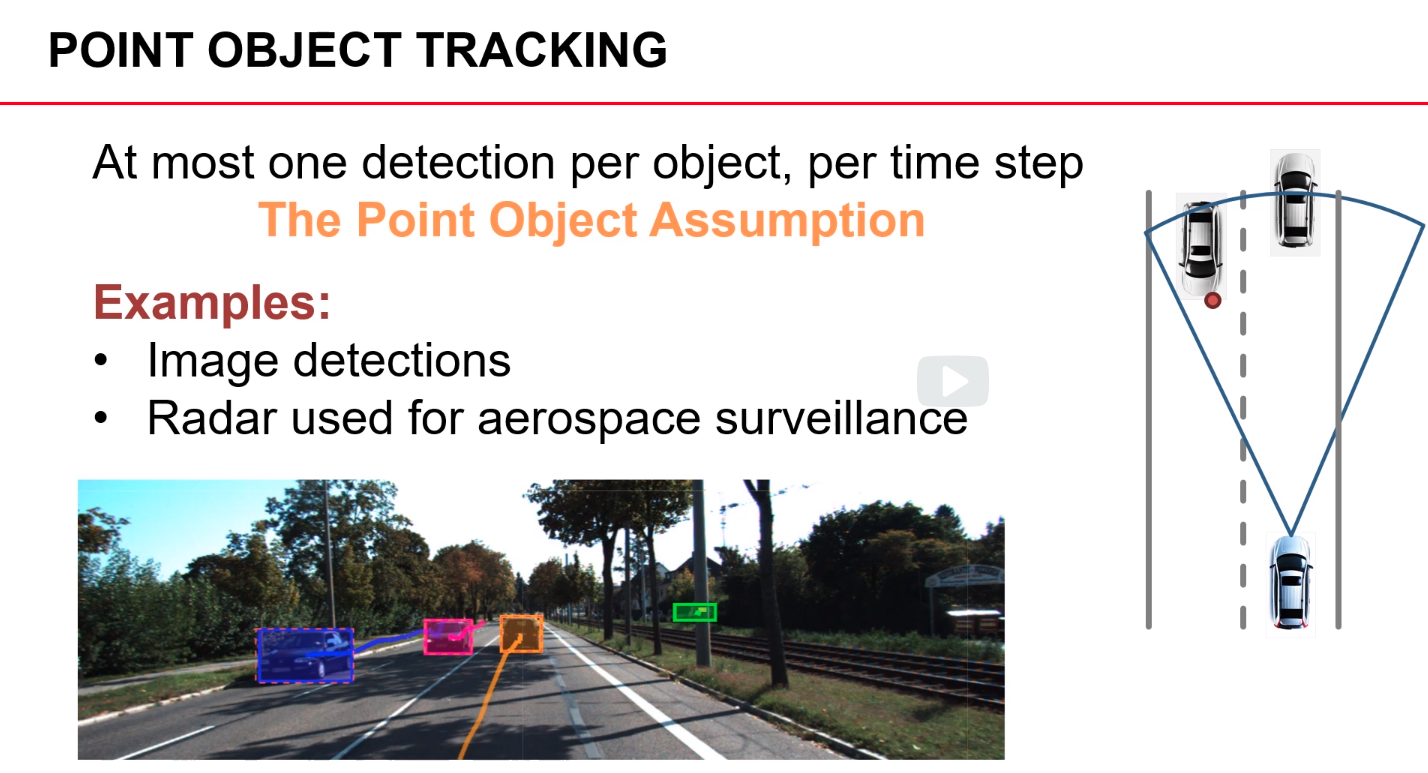 POINT OBJECT TRACKING
At most one detection per object, per time step
The Point Object Assumption
Examples:
• Image detections
• Radar used for aerospace surveillance